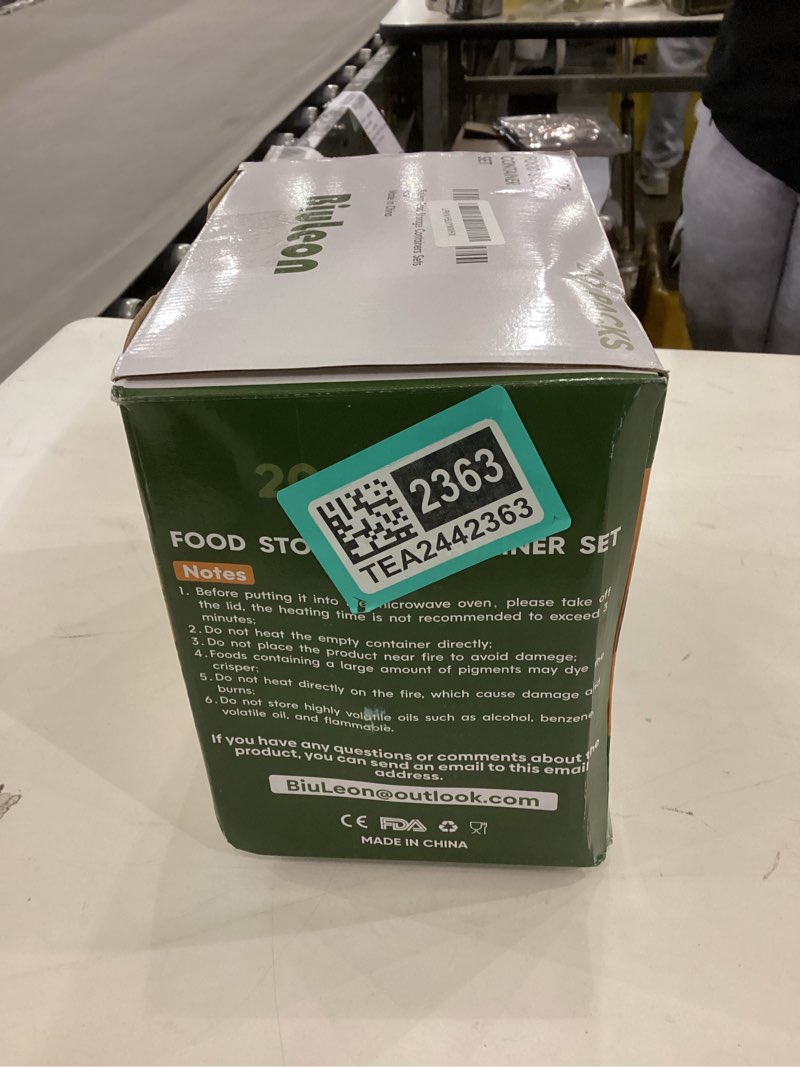 Biuleon
Made in China
SET
CONTAINER
FOOD
PACKS
20
2363
TEA2442363
FOOD STO
INER SET
Notes
1. Before putting it into microwave oven, please take off
the lid, the heating time is not recommended to exceed 3
minutes;
2. Do not heat the empty container directly;
3. Do not place the product near fire to avoid damege;
4. Foods containing a large amount of pigments may dye the
crisper;
5. Do not heat directly on the fire, which cause damage and
burns;
6. Do not store highly volatile oils such as alcohol, benzene,
volatile oil, and flammable.
If you have any questions or comments about the
product, you can send an email to this email
address.
BiuLeon@outlook.com
CE FDA
MADE IN CHINA